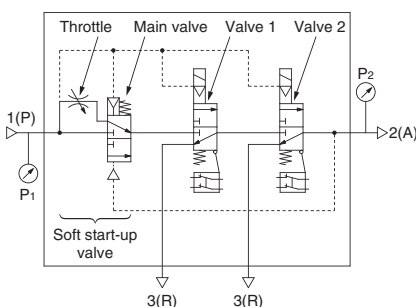 Throttle Main valve Valve 1 Valve 2
P2
1(P)
2(A)
P1
Soft start-up
valve
3(R) 3(R)